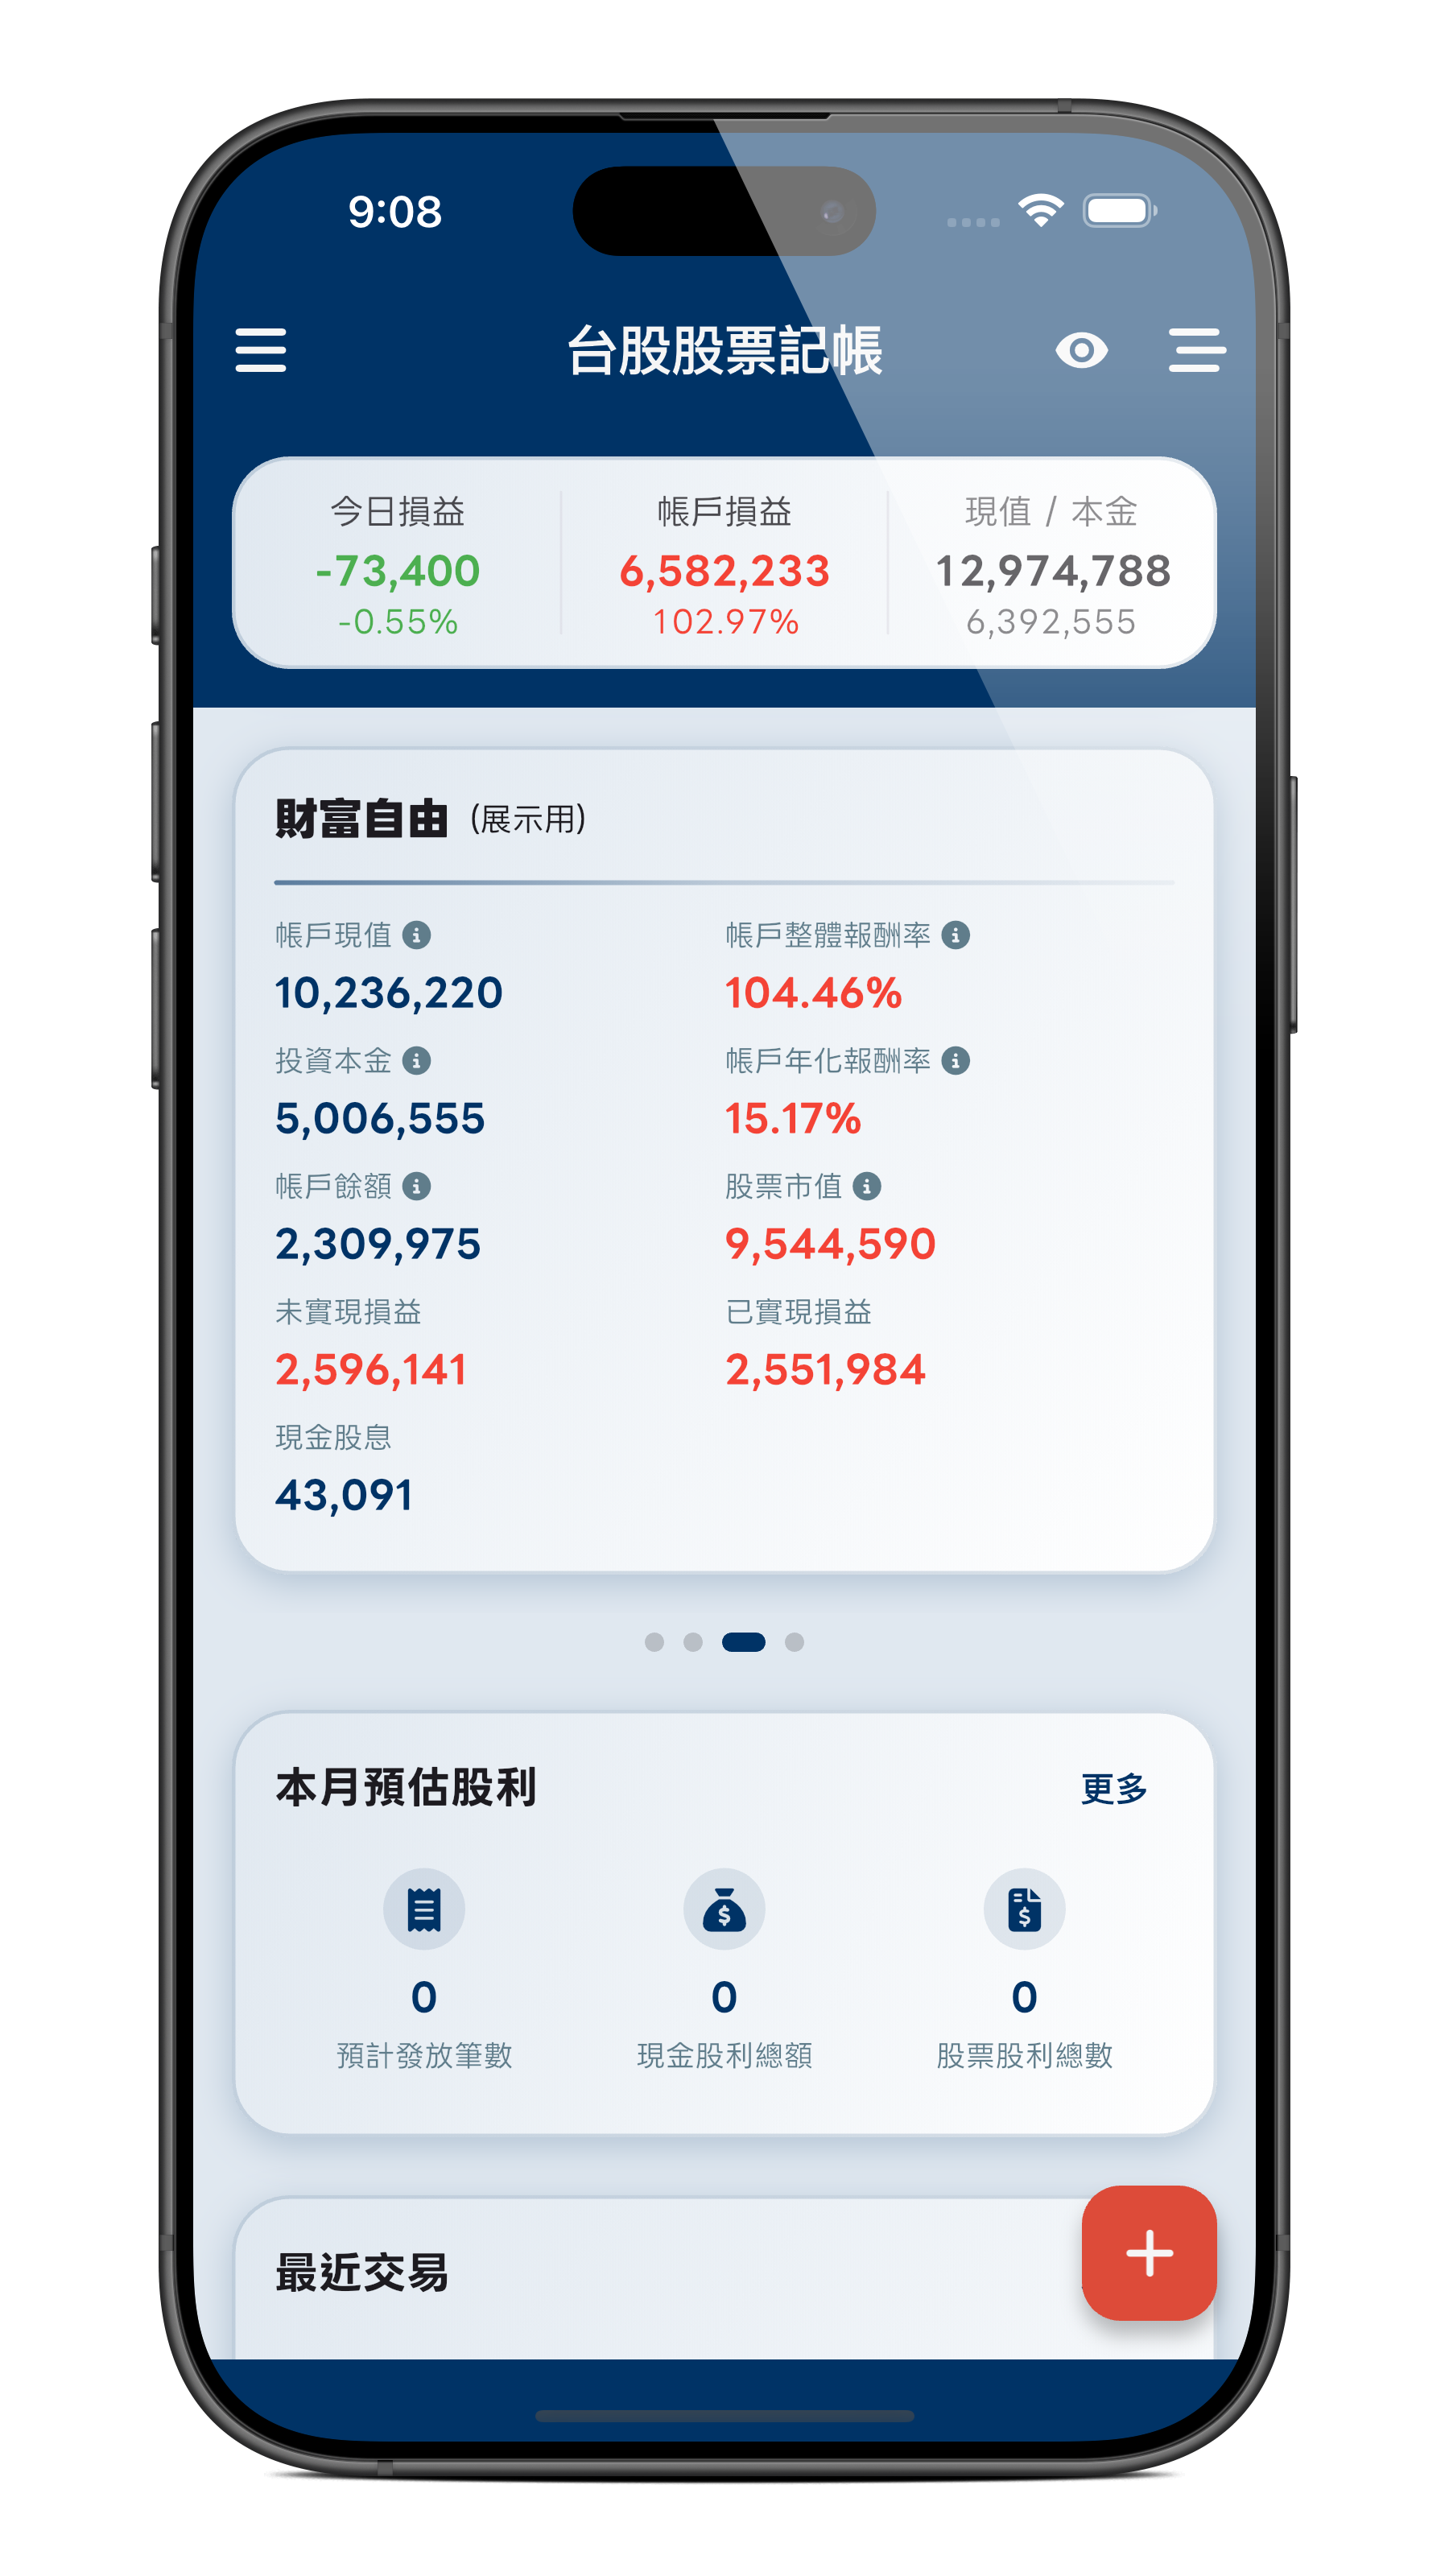 9:08
台股股票記帳
今日損益 帳戶損益 現值 / 本金
-73,400 6,582,233 12,974,788
-0.55% 102.97% 6,392,555
財富自由 (展示用)
帳戶現值 帳戶整體報酬率
10,236,220 104.46%
投資本金 帳戶年化報酬率
5,006,555 15.17%
帳戶餘額 股票市值
2,309,975 9,544,590
未實現損益 已實現損益
2,596,141 2,551,984
現金股息
43,091
本月預估股利 更多
0 0 0
預計發放筆數 現金股利總額 股票股利總數
最近交易